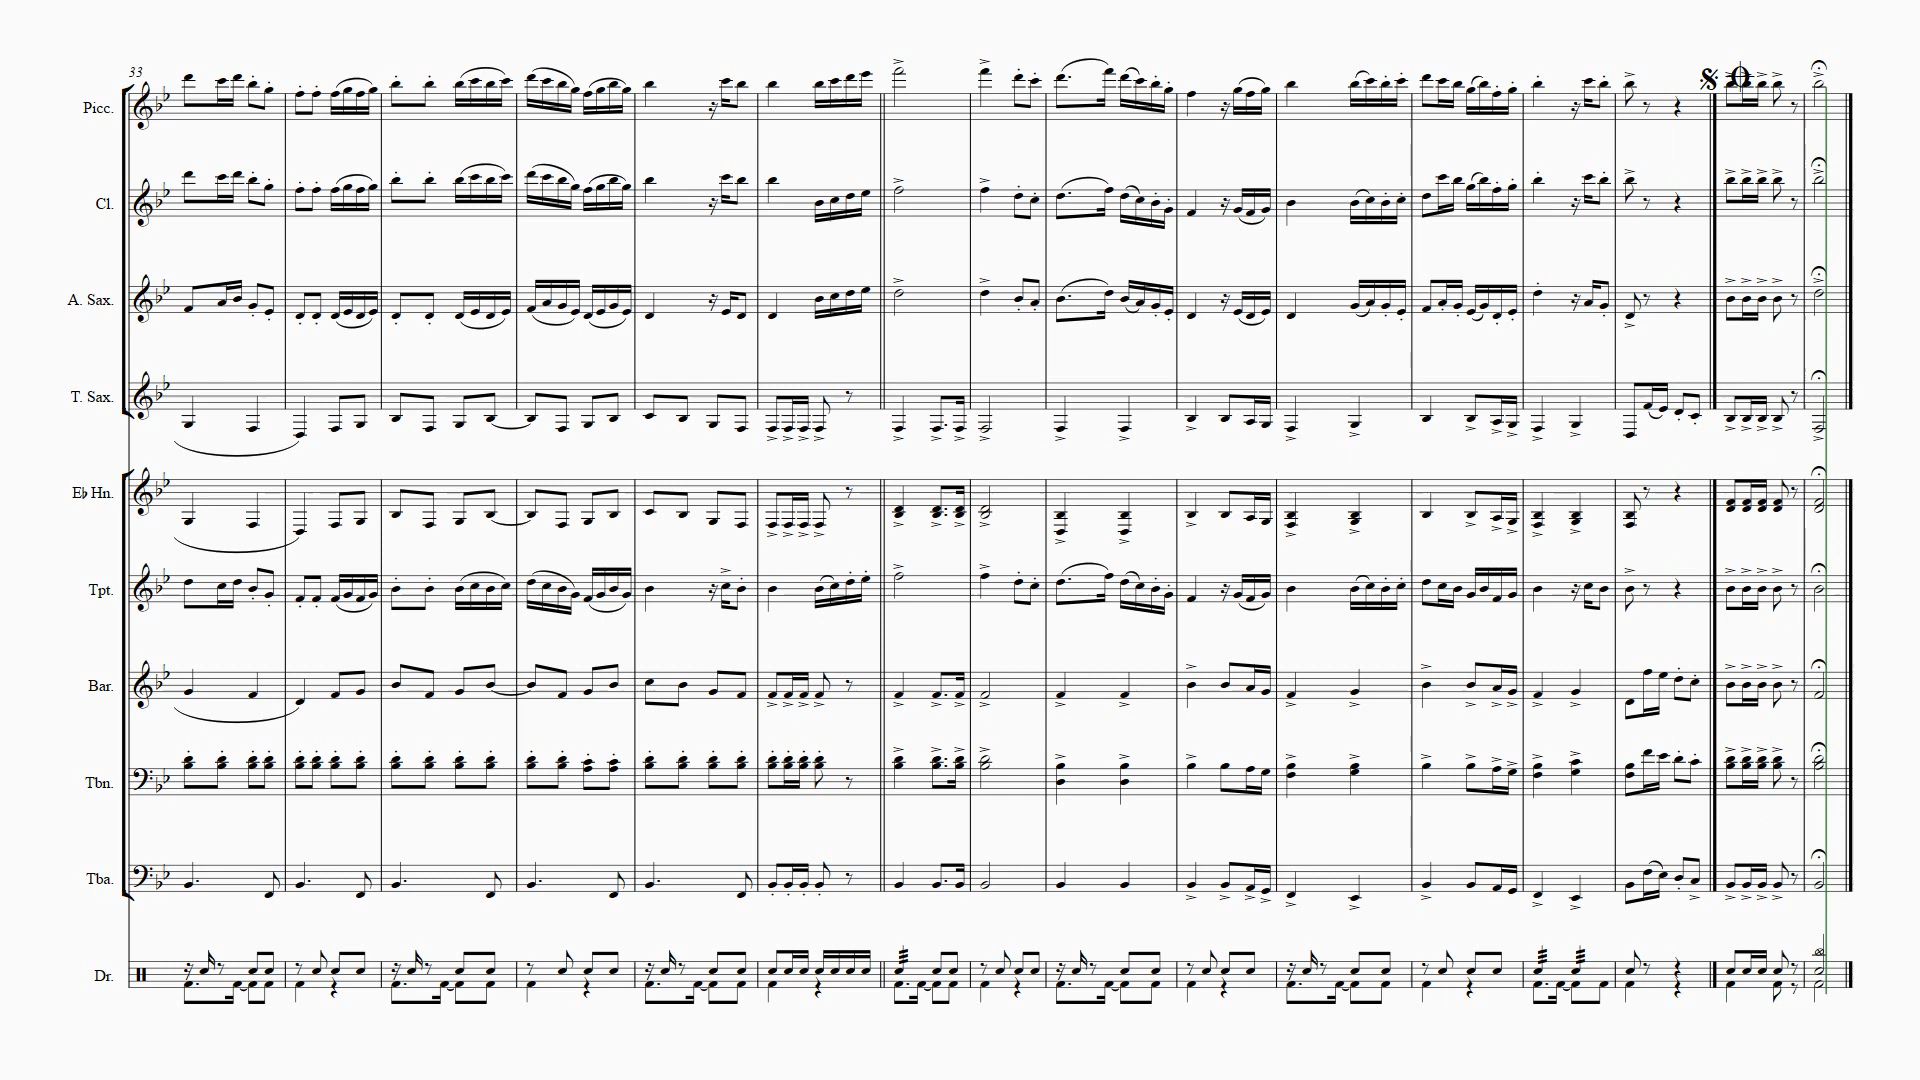 33
Picc.
Cl.
A. Sax.
T. Sax.
E♭ Hn.
Tpt.
Bar.
Tbn.
Tba.
Dr.